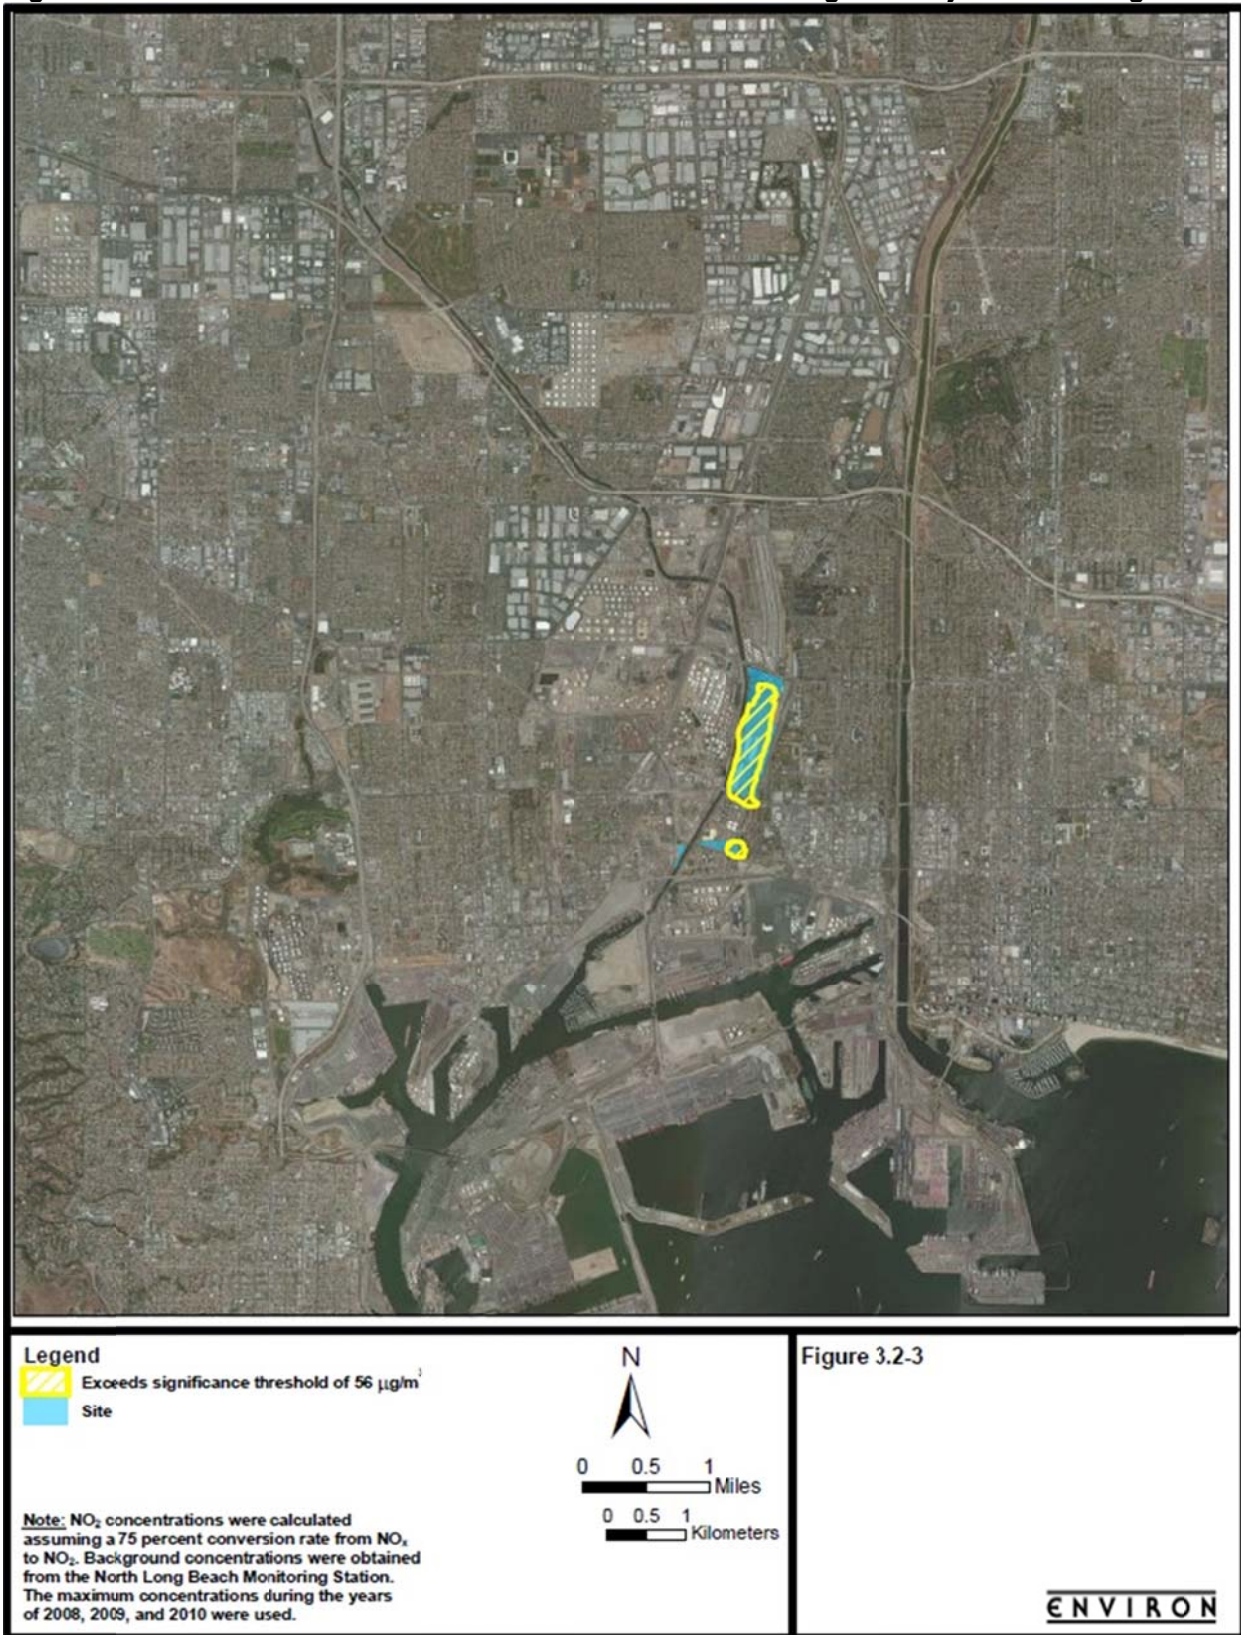 Legend
Exceeds significance threshold of 56 µg/m³
Site
Note: NO₂ concentrations were calculated
assuming a 75 percent conversion rate from NOₓ
to NO₂. Background concentrations were obtained
from the North Long Beach Monitoring Station.
The maximum concentrations during the years
of 2008, 2009, and 2010 were used.
N
0 0.5 1
Miles
0 0.5 1
Kilometers
Figure 3.2-3
ENVIRON